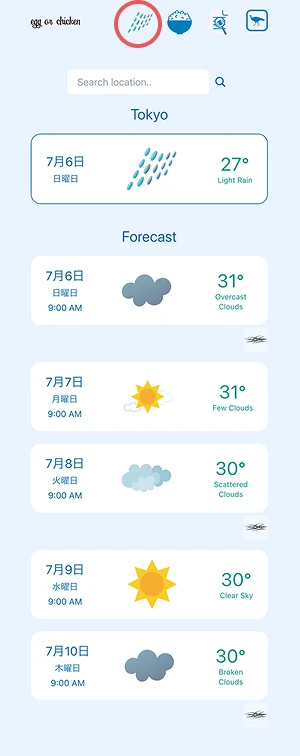 egg or chicken
Search location..
Tokyo
7月6日
日曜日
27°
Light Rain
Forecast
7月6日
日曜日
9:00 AM
31°
Overcast
Clouds
7月7日
月曜日
9:00 AM
31°
Few Clouds
7月8日
火曜日
9:00 AM
30°
Scattered
Clouds
7月9日
水曜日
9:00 AM
30°
Clear Sky
7月10日
木曜日
9:00 AM
30°
Broken
Clouds